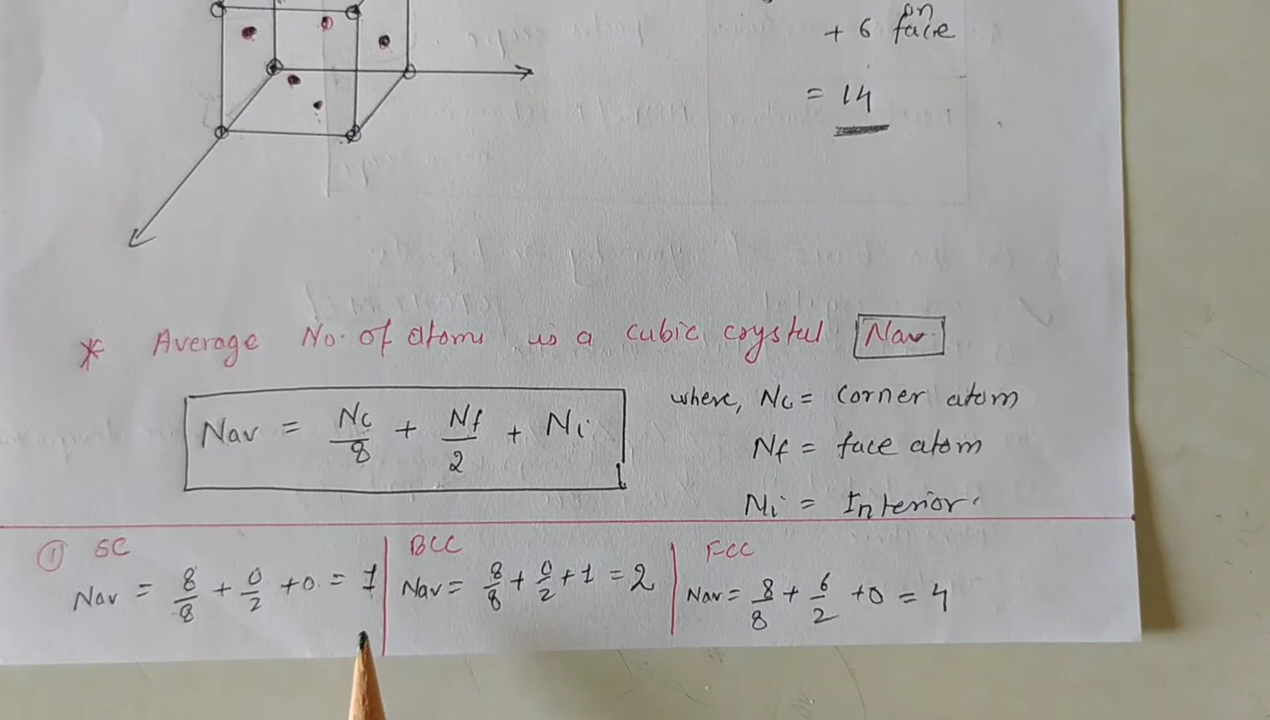 on
+ 6 face
= 14
* Average No. of atoms is a cubic crystal Nav.
Nav = Nc/8 + Nf/2 + Ni
where, Nc = corner atom
Nf = face atom
Ni = Interior.
① SC
Nav = 8/8 + 0/2 + 0 = 1
BCC
Nav = 8/8 + 0/2 + 1 = 2
FCC
Nav = 8/8 + 6/2 + 0 = 4